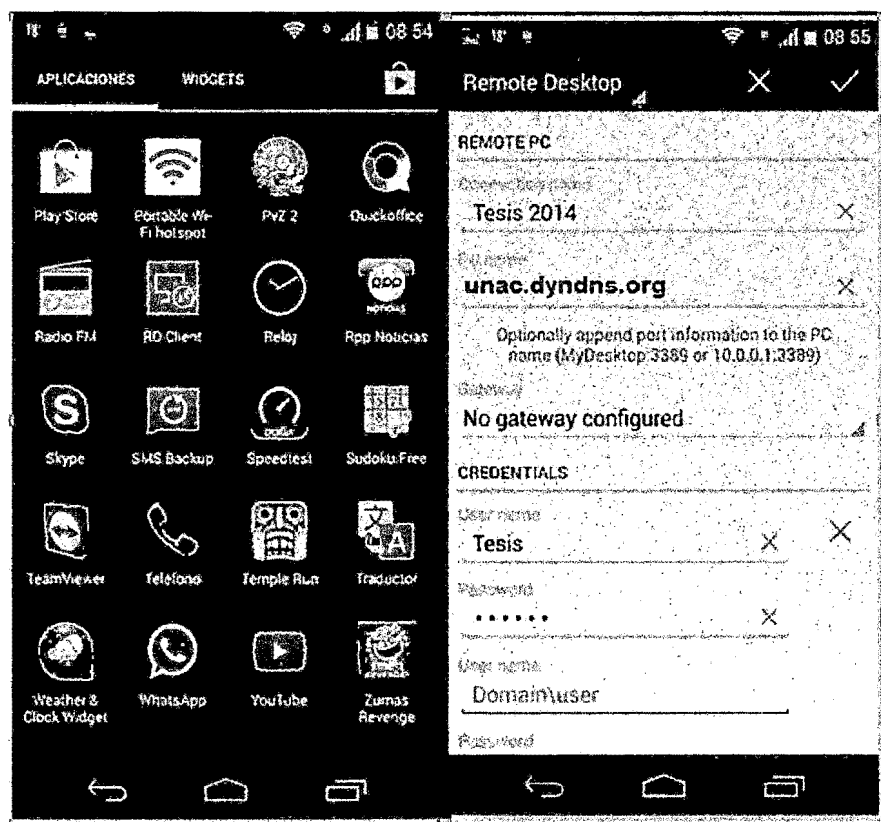 18° 08:54
APLICACIONES WIDGETS
Play Store
Portable Wi-
Fi hotspot
PvZ 2
Quickoffice
Radio FM
RD Client
Reloj
Rpp Noticias
Skype
SMS Backup
Speedtest
Sudoku Free
TeamViewer
Teléfono
Temple Run
Traductor
Weather &
Clock Widget
WhatsApp
YouTube
Zumas
Revenge
18° 08:55
Remote Desktop
REMOTE PC
Connection name
Tesis 2014
PC name
unac.dyndns.org
Optionally append port information to the PC
name (MyDesktop:3389 or 10.0.0.1:3389)
Gateway
No gateway configured
CREDENTIALS
User name
Tesis
Password
••••••
User name
Domain\user
Password